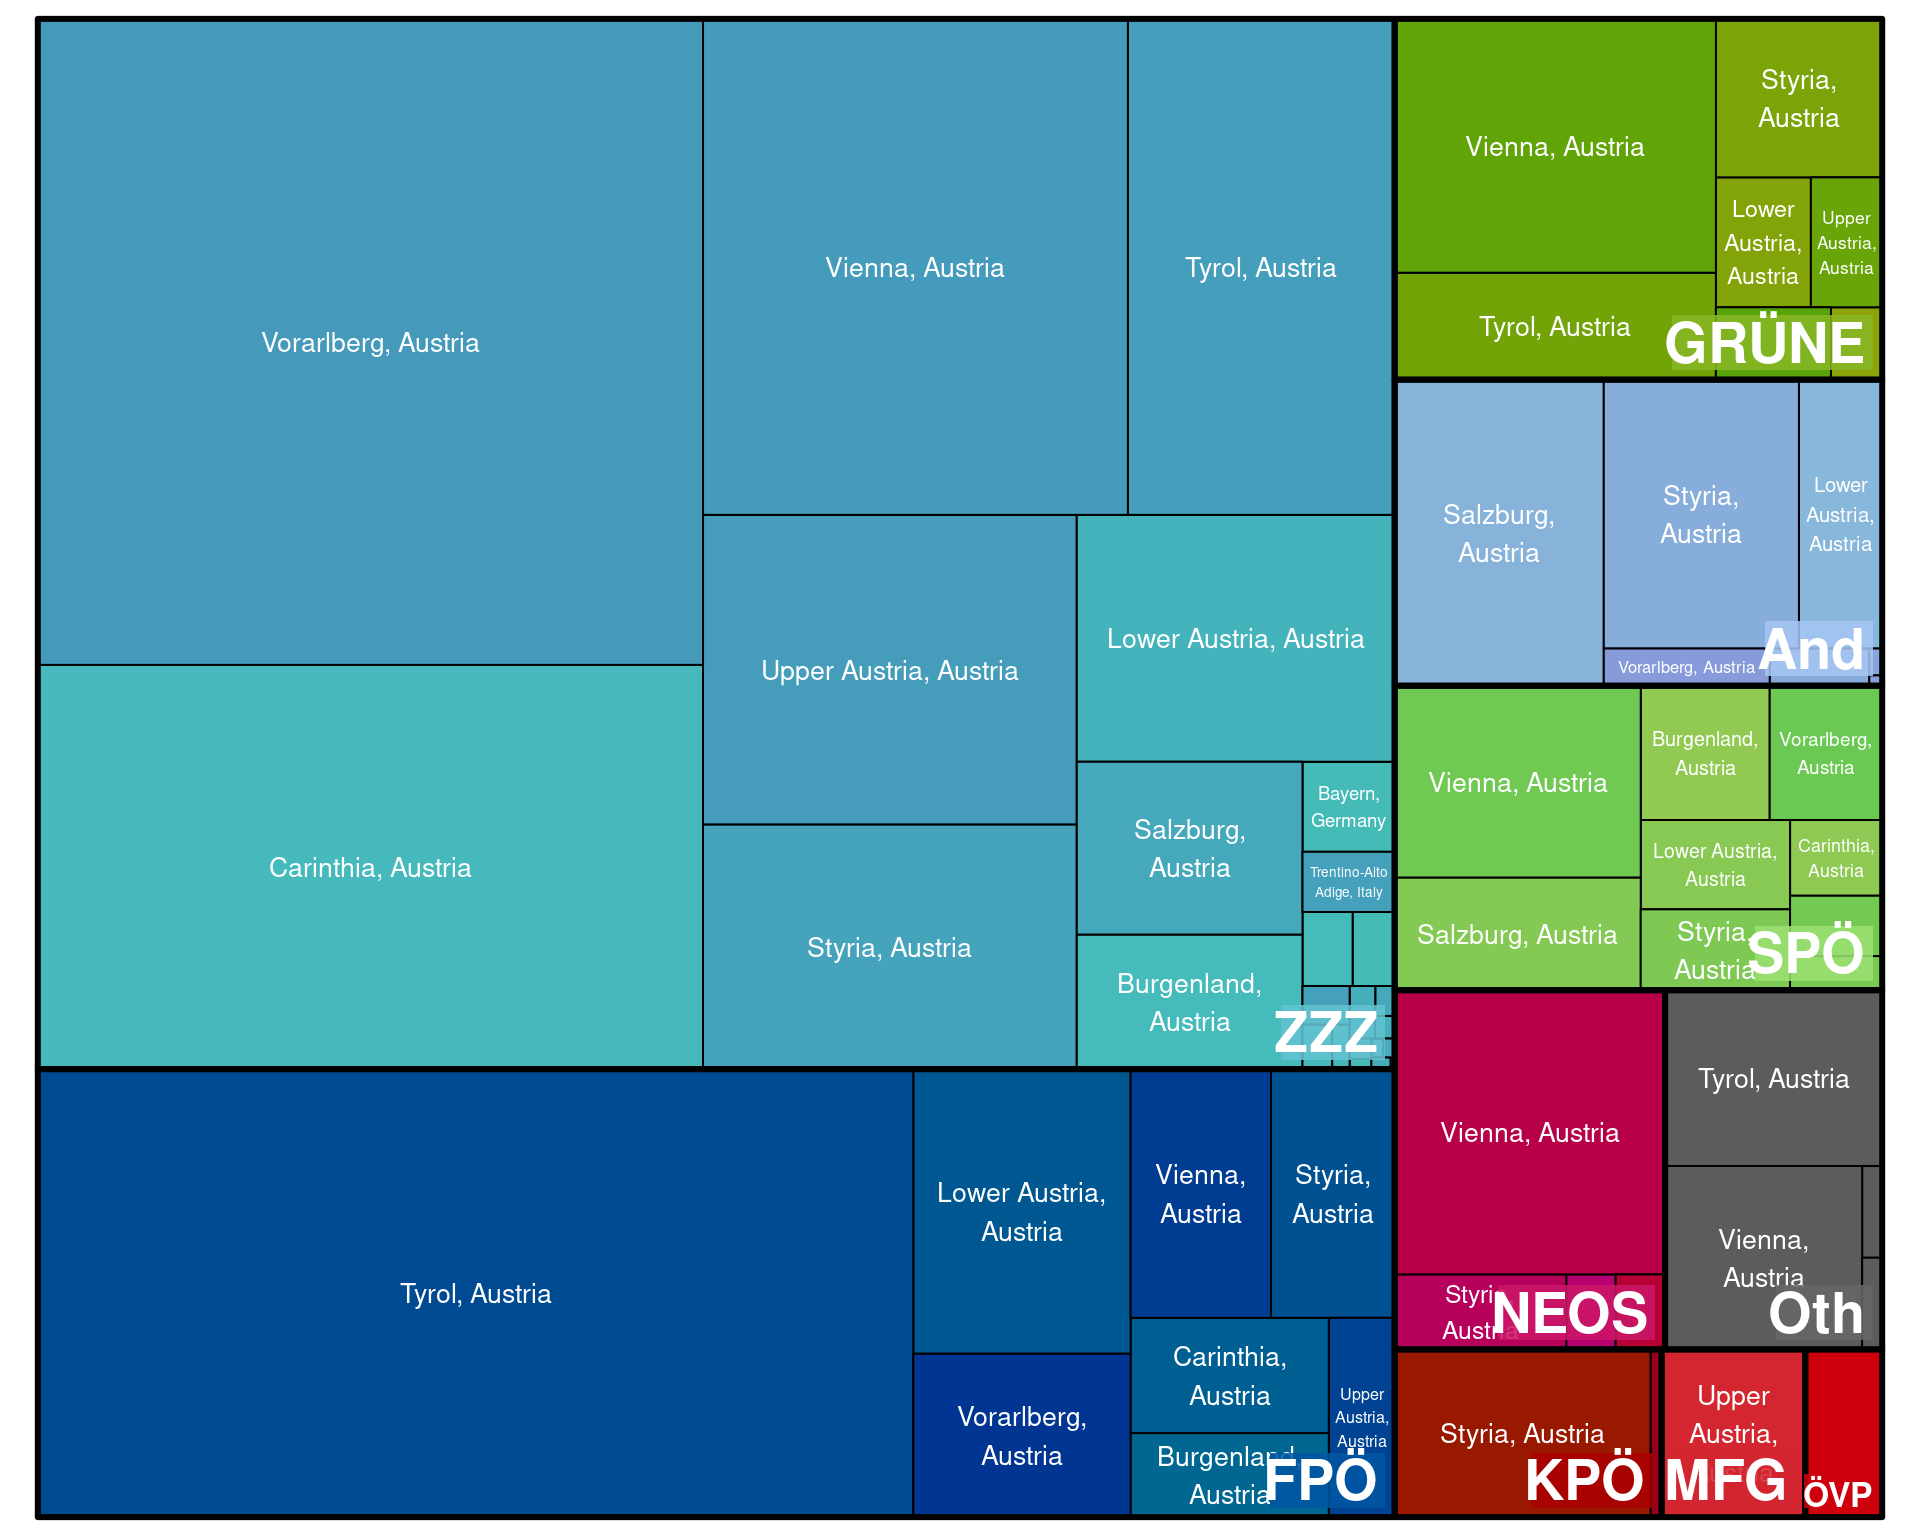 Vorarlberg, Austria
Vienna, Austria
Tyrol, Austria
Carinthia, Austria
Upper Austria, Austria
Styria, Austria
Lower Austria, Austria
Salzburg,
Austria
Bayern,
Germany
Trentino-Alto
Adige, Italy
Burgenland,
Austria
ZZZ
Tyrol, Austria
Lower Austria,
Austria
Vorarlberg,
Austria
Vienna,
Austria
Styria,
Austria
Carinthia,
Austria
Burgenland
Austria
Upper
Austria,
Austria
FPÖ
Vienna, Austria
Tyrol, Austria
Styria,
Austria
Lower
Austria,
Austria
Upper
Austria,
Austria
GRÜNE
Salzburg,
Austria
Styria,
Austria
Lower
Austria,
Austria
Vorarlberg, Austria
And
Vienna, Austria
Salzburg, Austria
Burgenland,
Austria
Vorarlberg,
Austria
Lower Austria,
Austria
Carinthia,
Austria
Styria,
Austria
SPÖ
Vienna, Austria
Styria
Austria
NEOS
Tyrol, Austria
Vienna,
Austria
Oth
Styria, Austria
KPÖ
Upper
Austria,
MFG
ÖVP